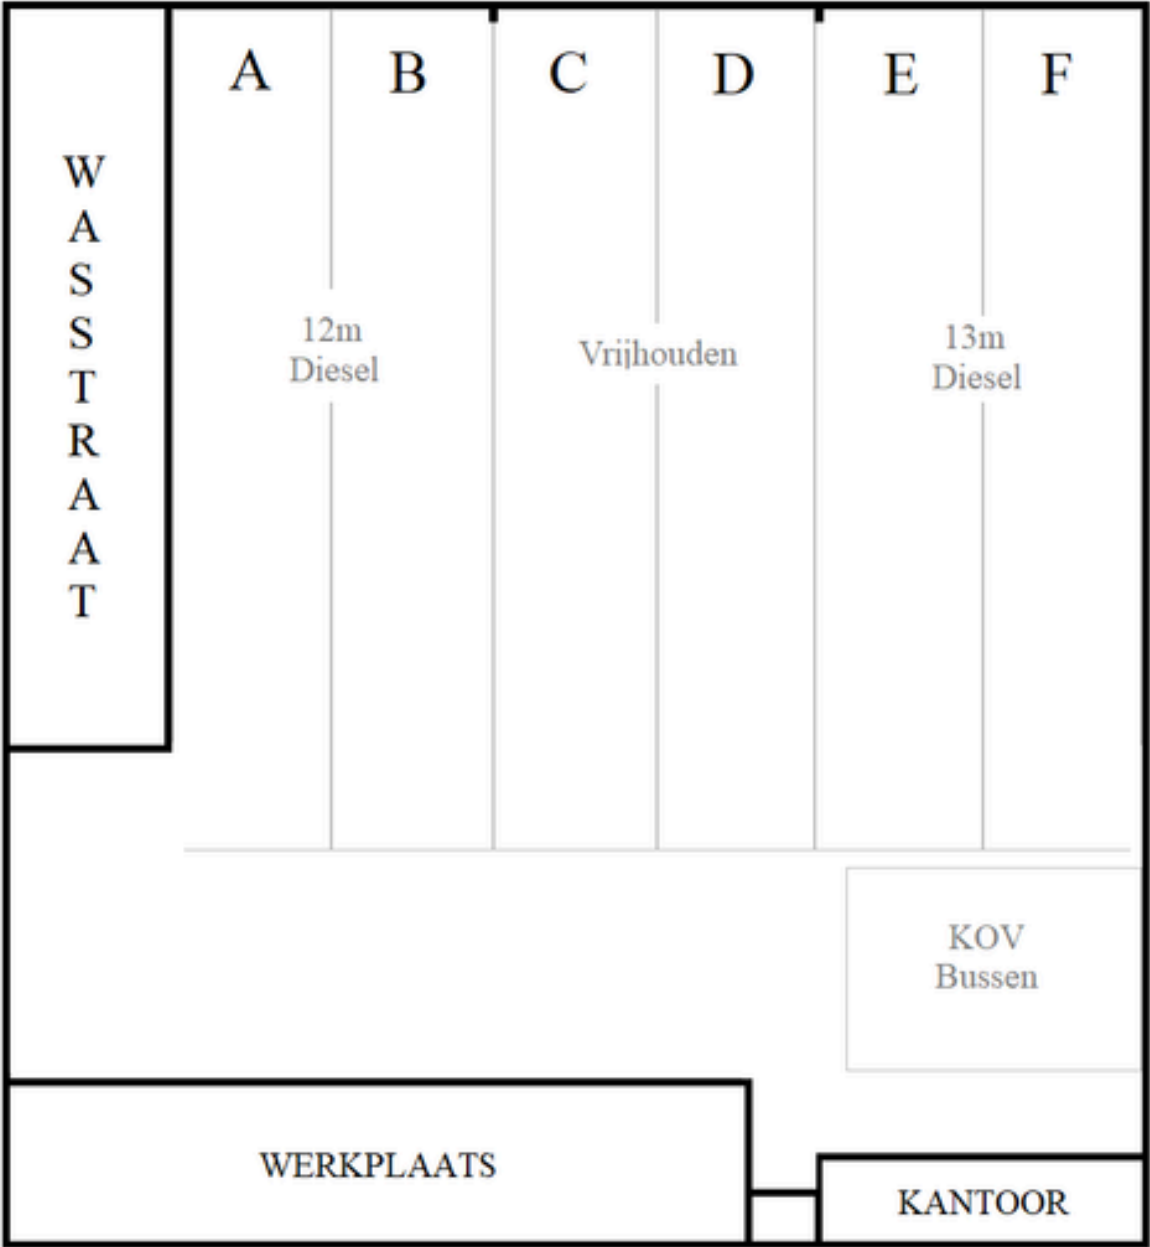 A B C D E F
W
A
S
S
T
R
A
A
T
12m
Diesel
Vrijhouden
13m
Diesel
KOV
Bussen
WERKPLAATS
KANTOOR